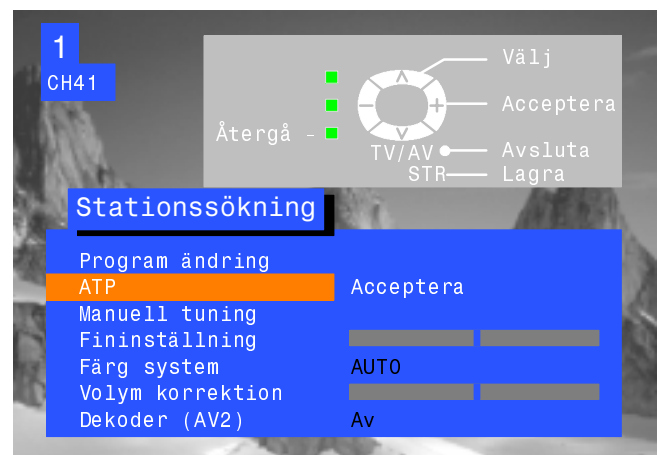 1
CH41
Välj
Acceptera
Återgå -
TV/AV Avsluta
STR Lagra
Stationssökning
Program ändring
ATP Acceptera
Manuell tuning
Fininställning
Färg system AUTO
Volym korrektion
Dekoder (AV2) Av